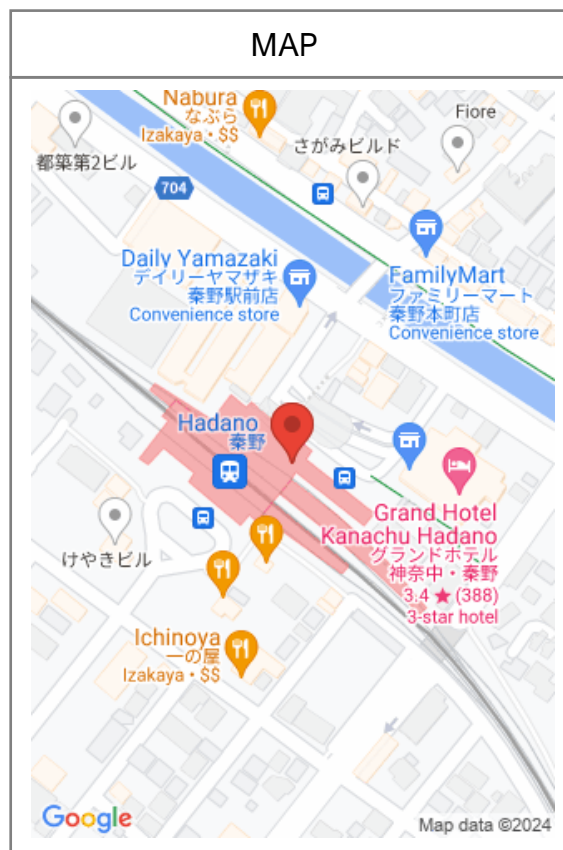 MAP
Nabura
なぶら
Izakaya・$$
Fiore
さがみビルド
都築第2ビル
704
Daily Yamazaki
デイリーヤマザキ
秦野駅前店
Convenience store
FamilyMart
ファミリーマート
秦野本町店
Convenience store
Hadano
秦野
Grand Hotel
Kanachu Hadano
グランドホテル
神奈中・秦野
3.4 ★ (388)
3-star hotel
けやきビル
Ichinoya
一の屋
Izakaya・$$
Google
Map data ©2024